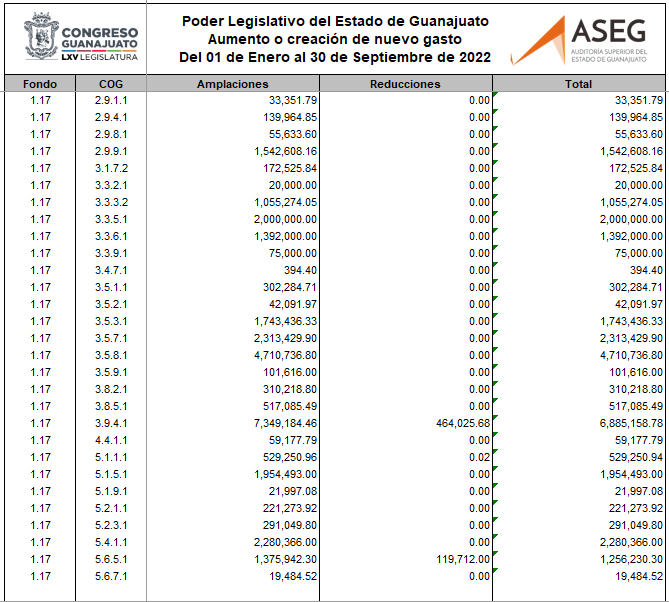 CONGRESO
GUANAJUATO
LXV LEGISLATURA
Poder Legislativo del Estado de Guanajuato
Aumento o creación de nuevo gasto
Del 01 de Enero al 30 de Septiembre de 2022
ASEG
AUDITORÍA SUPERIOR DEL
ESTADO DE GUANAJUATO
Fondo COG Amplaciones Reducciones Total
1.17 2.9.1.1 33,351.79 0.00 33,351.79
1.17 2.9.4.1 139,964.85 0.00 139,964.85
1.17 2.9.8.1 55,633.60 0.00 55,633.60
1.17 2.9.9.1 1,542,608.16 0.00 1,542,608.16
1.17 3.1.7.2 172,525.84 0.00 172,525.84
1.17 3.3.2.1 20,000.00 0.00 20,000.00
1.17 3.3.3.2 1,055,274.05 0.00 1,055,274.05
1.17 3.3.5.1 2,000,000.00 0.00 2,000,000.00
1.17 3.3.6.1 1,392,000.00 0.00 1,392,000.00
1.17 3.3.9.1 75,000.00 0.00 75,000.00
1.17 3.4.7.1 394.40 0.00 394.40
1.17 3.5.1.1 302,284.71 0.00 302,284.71
1.17 3.5.2.1 42,091.97 0.00 42,091.97
1.17 3.5.3.1 1,743,436.33 0.00 1,743,436.33
1.17 3.5.7.1 2,313,429.90 0.00 2,313,429.90
1.17 3.5.8.1 4,710,736.80 0.00 4,710,736.80
1.17 3.5.9.1 101,616.00 0.00 101,616.00
1.17 3.8.2.1 310,218.80 0.00 310,218.80
1.17 3.8.5.1 517,085.49 0.00 517,085.49
1.17 3.9.4.1 7,349,184.46 464,025.68 6,885,158.78
1.17 4.4.1.1 59,177.79 0.00 59,177.79
1.17 5.1.1.1 529,250.96 0.02 529,250.94
1.17 5.1.5.1 1,954,493.00 0.00 1,954,493.00
1.17 5.1.9.1 21,997.08 0.00 21,997.08
1.17 5.2.1.1 221,273.92 0.00 221,273.92
1.17 5.2.3.1 291,049.80 0.00 291,049.80
1.17 5.4.1.1 2,280,366.00 0.00 2,280,366.00
1.17 5.6.5.1 1,375,942.30 119,712.00 1,256,230.30
1.17 5.6.7.1 19,484.52 0.00 19,484.52